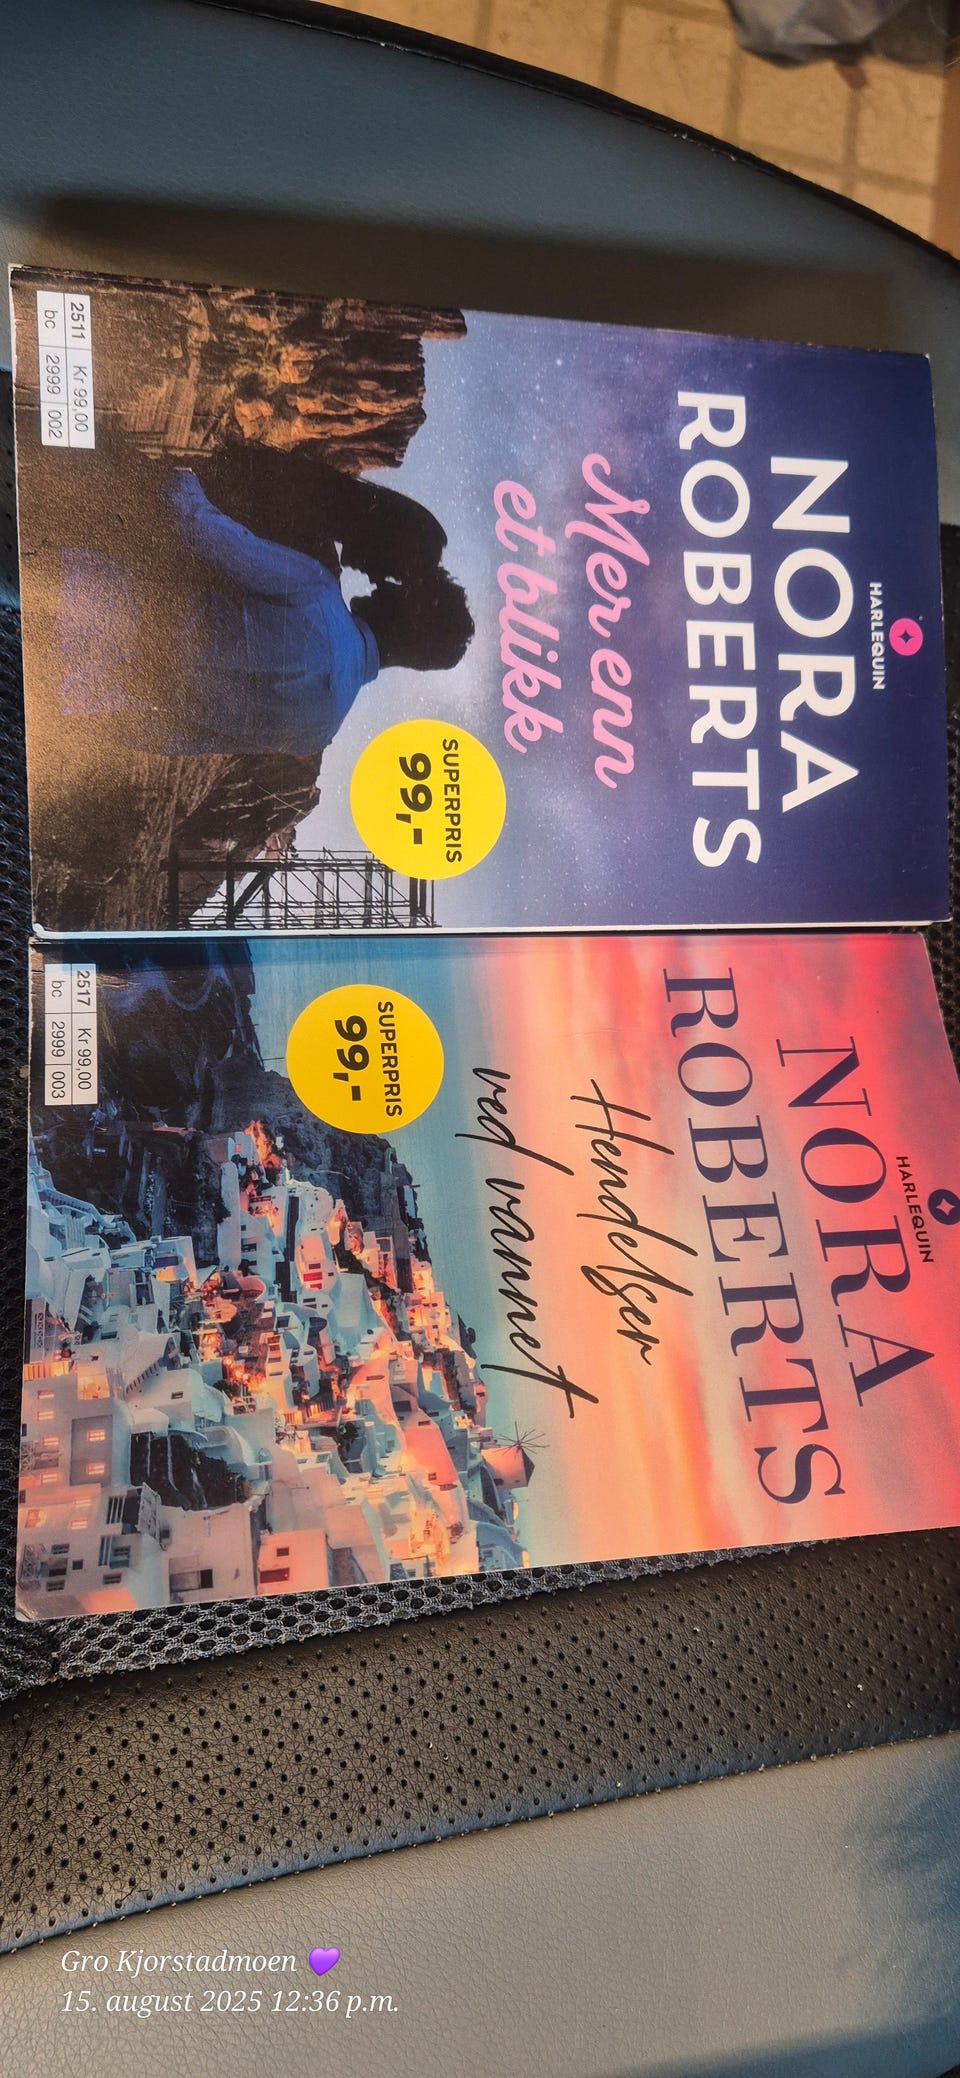 HARLEQUIN
NORA
ROBERTS
Mer enn
et blikk
SUPERPRIS
99,-
2511 Kr 99,00
bc 2999 002
HARLEQUIN
NORA
ROBERTS
Hendelser
ved vannet
SUPERPRIS
99,-
2517 Kr 99,00
bc 2999 003
Gro Kjorstadmoen 💜
15. august 2025 12:36 p.m.